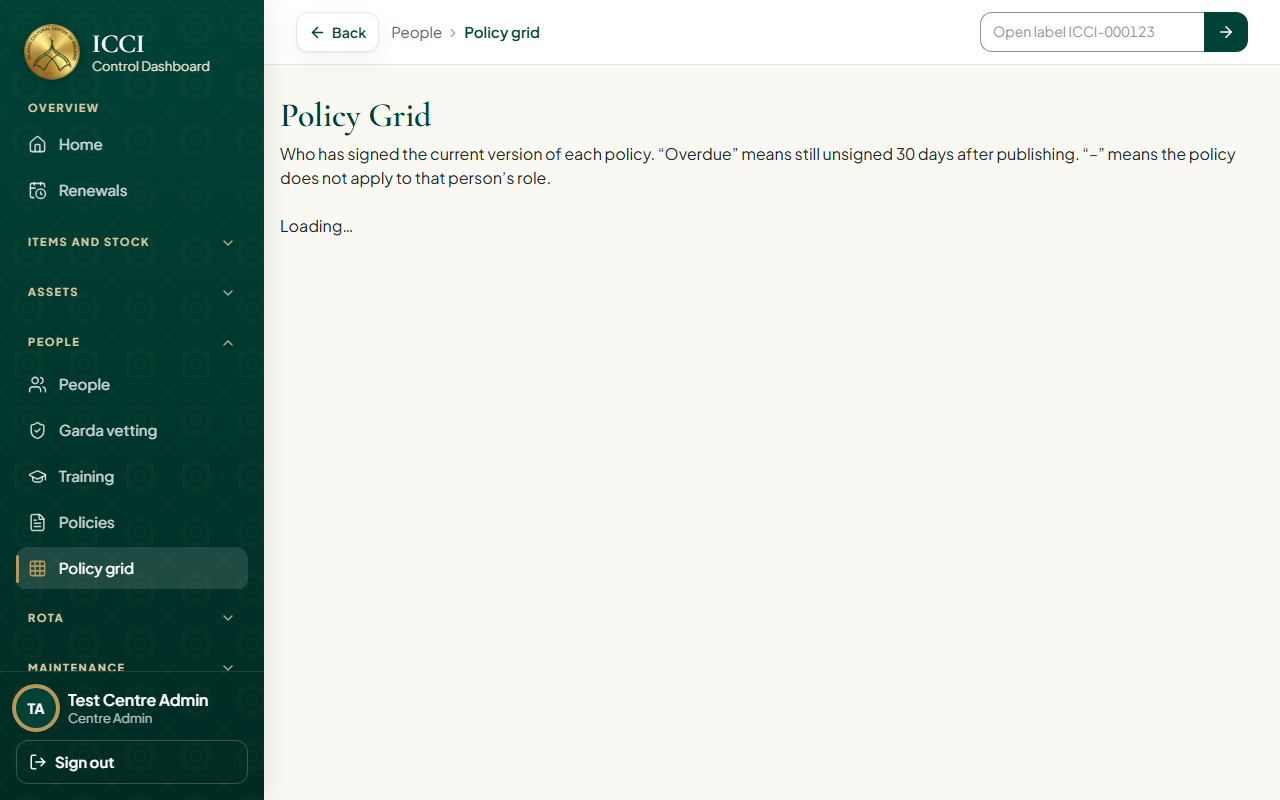 ICCI
Control Dashboard
OVERVIEW
Home
Renewals
ITEMS AND STOCK
ASSETS
PEOPLE
People
Garda vetting
Training
Policies
Policy grid
ROTA
MAINTENANCE
TA
Test Centre Admin
Centre Admin
Sign out
Back
People
Policy grid
Open label ICCI-000123
Policy Grid
Who has signed the current version of each policy. “Overdue” means still unsigned 30 days after publishing. “–” means the policy
does not apply to that person’s role.
Loading…